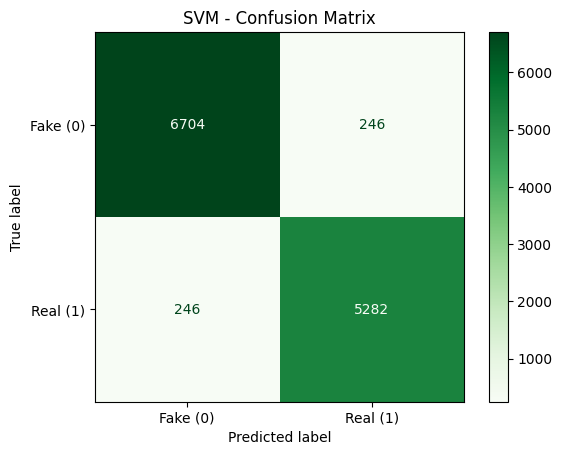 SVM - Confusion Matrix
True label
Fake (0)
6704
246
Real (1)
246
5282
Fake (0)
Real (1)
Predicted label
6000
5000
4000
3000
2000
1000